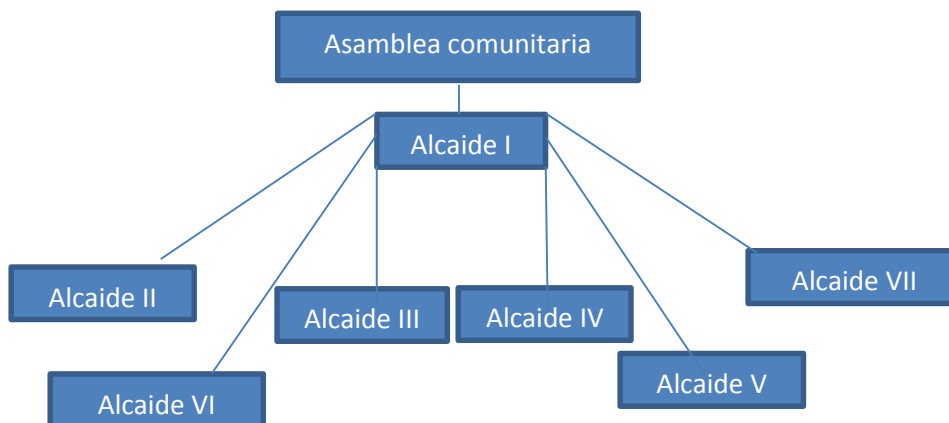 Asamblea comunitaria
Alcaide I
Alcaide II
Alcaide III
Alcaide IV
Alcaide VII
Alcaide VI
Alcaide V